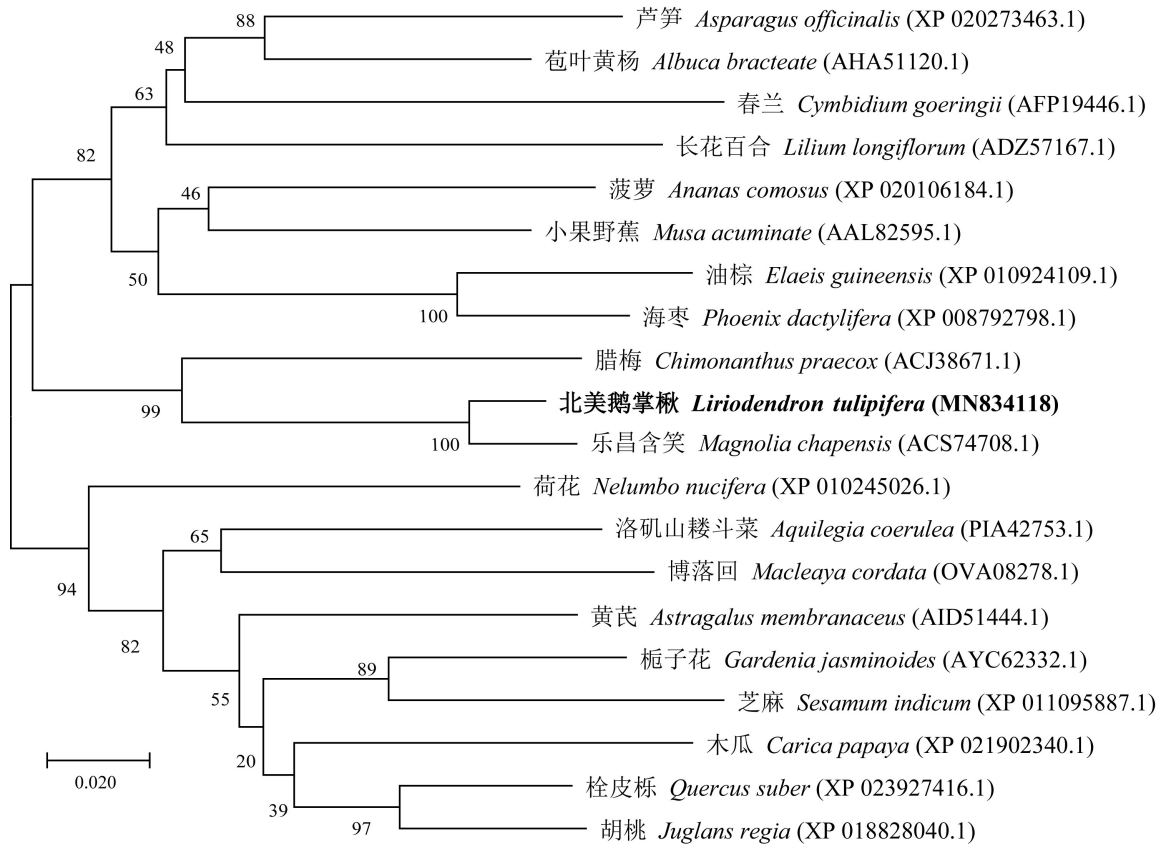 芦笋 Asparagus officinalis (XP 020273463.1)
88
48
苞叶黄杨 Albuca bracteate (AHA51120.1)
63
春兰 Cymbidium goeringii (AFP19446.1)
82
长花百合 Lilium longiflorum (ADZ57167.1)
46
菠萝 Ananas comosus (XP 020106184.1)
小果野蕉 Musa acuminate (AAL82595.1)
50
油棕 Elaeis guineensis (XP 010924109.1)
100
海枣 Phoenix dactylifera (XP 008792798.1)
腊梅 Chimonanthus praecox (ACJ38671.1)
99
北美鹅掌楸 Liriodendron tulipifera (MN834118)
100
乐昌含笑 Magnolia chapensis (ACS74708.1)
荷花 Nelumbo nucifera (XP 010245026.1)
65
洛矶山耧斗菜 Aquilegia coerulea (PIA42753.1)
94
博落回 Macleaya cordata (OVA08278.1)
82
黄芪 Astragalus membranaceus (AID51444.1)
89
栀子花 Gardenia jasminoides (AYC62332.1)
55
芝麻 Sesamum indicum (XP 011095887.1)
20
木瓜 Carica papaya (XP 021902340.1)
0.020
39
栓皮栎 Quercus suber (XP 023927416.1)
97
胡桃 Juglans regia (XP 018828040.1)